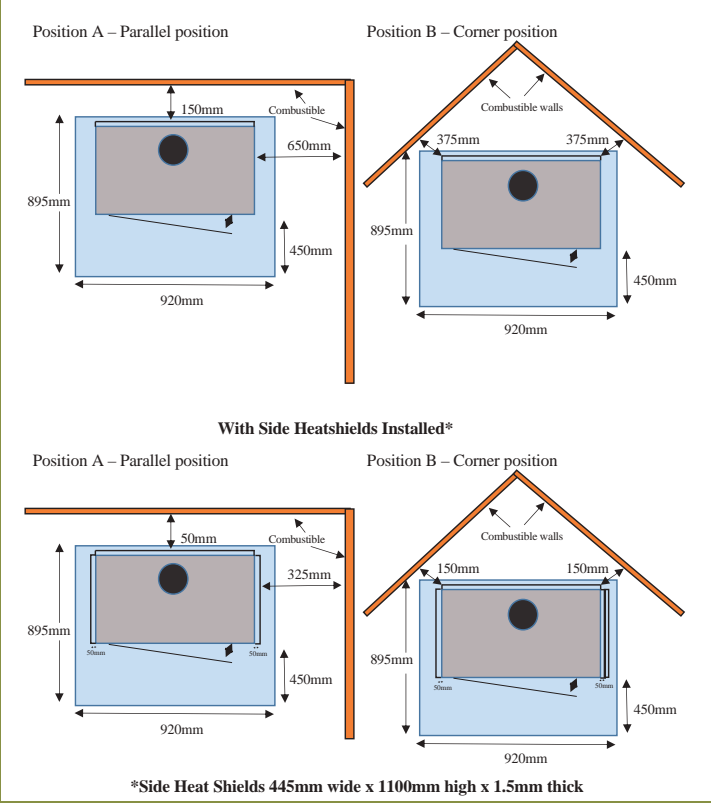 Position A – Parallel position
Position B – Corner position
150mm
Combustible
650mm
895mm
450mm
920mm
Combustible walls
375mm
375mm
895mm
450mm
920mm
With Side Heatshields Installed*
Position A – Parallel position
Position B – Corner position
50mm
Combustible
325mm
895mm
50mm
50mm
450mm
920mm
Combustible walls
150mm
150mm
895mm
50mm
50mm
450mm
920mm
*Side Heat Shields 445mm wide x 1100mm high x 1.5mm thick